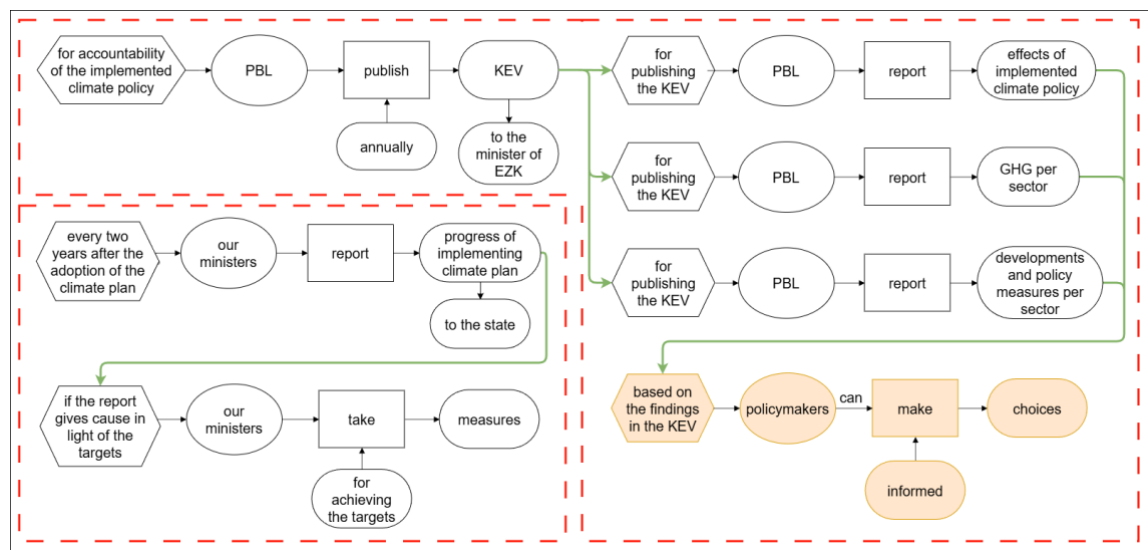 for accountability
of the implemented
climate policy
PBL
publish
KEV
annually
to the
minister of
EZK
for
publishing
the KEV
PBL
report
effects of
implemented
climate policy
for
publishing
the KEV
PBL
report
GHG per
sector
for
publishing
the KEV
PBL
report
developments
and policy
measures per
sector
every two
years after the
adoption of the
climate plan
our
ministers
report
progress of
implementing
climate plan
to the state
if the report
gives cause in
light of the
targets
our
ministers
take
measures
for
achieving
the targets
based on
the findings
in the KEV
policymakers
can
make
choices
informed